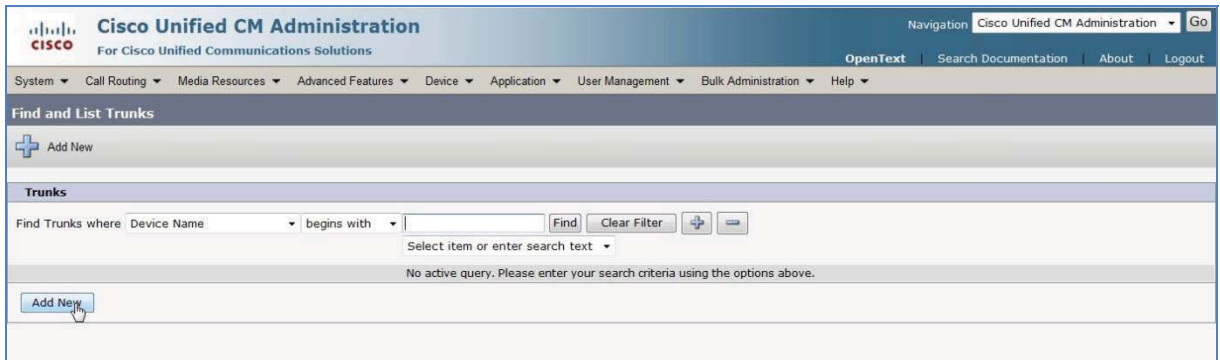 Cisco Unified CM Administration
CISCO
For Cisco Unified Communications Solutions
Navigation Cisco Unified CM Administration Go
OpenText Search Documentation About Logout
System Call Routing Media Resources Advanced Features Device Application User Management Bulk Administration Help
Find and List Trunks
Add New
Trunks
Find Trunks where Device Name begins with Find Clear Filter
Select item or enter search text
No active query. Please enter your search criteria using the options above.
Add New